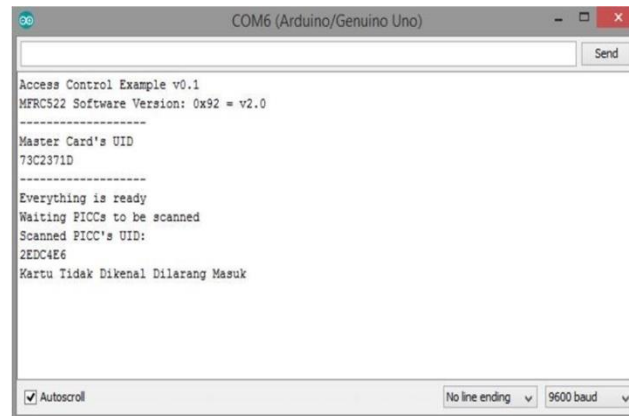 COM6 (Arduino/Genuino Uno)
Send
Access Control Example v0.1
MFRC522 Software Version: 0x92 = v2.0
-------------------
Master Card's UID
73C2371D
-------------------
Everything is ready
Waiting PICCs to be scanned
Scanned PICC's UID:
2EDC4E6
Kartu Tidak Dikenal Dilarang Masuk
Autoscroll
No line ending
9600 baud